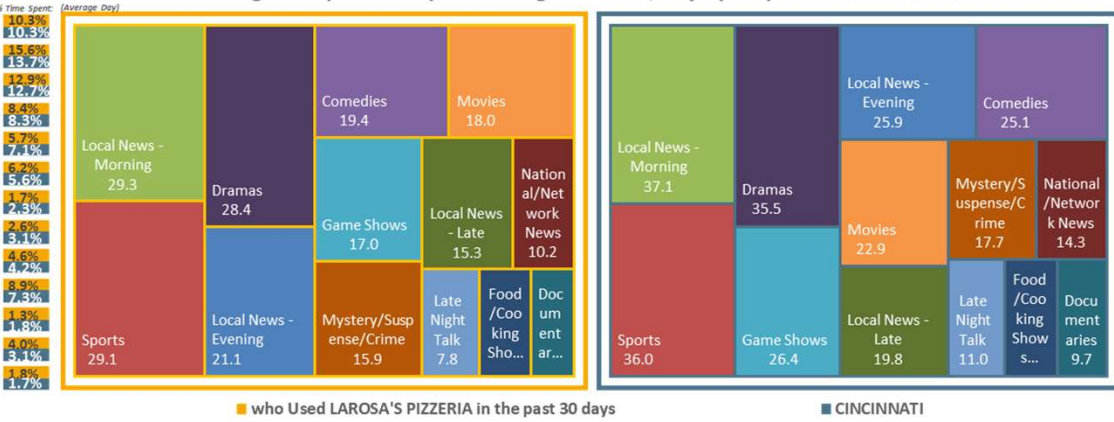 % Time Spent: (Average Day)
10.3%
10.3%
15.6%
13.7%
12.9%
12.7%
8.4%
8.3%
5.7%
7.1%
6.2%
5.6%
1.7%
2.3%
2.6%
3.1%
4.6%
4.2%
8.9%
7.3%
1.3%
1.8%
4.0%
3.1%
1.8%
1.7%
Local News -
Morning
29.3
Sports
29.1
Dramas
28.4
Local News -
Evening
21.1
Comedies
19.4
Movies
18.0
Game Shows
17.0
Mystery/Susp
ense/Crime
15.9
Local News
- Late
15.3
Nation
al/Net
work
News
10.2
Late
Night
Talk
7.8
Food
/Coo
king
Sho...
Doc
um
ent
ar...
Local News -
Morning
37.1
Sports
36.0
Dramas
35.5
Game Shows
26.4
Local News -
Evening
25.9
Comedies
25.1
Movies
22.9
Local News -
Late
19.8
Mystery/S
uspense/C
rime
17.7
National
/Networ
k News
14.3
Late
Night
Talk
11.0
Food
/Coo
king
Show
s...
Docu
ment
aries
9.7
who Used LAROSA'S PIZZERIA in the past 30 days
CINCINNATI